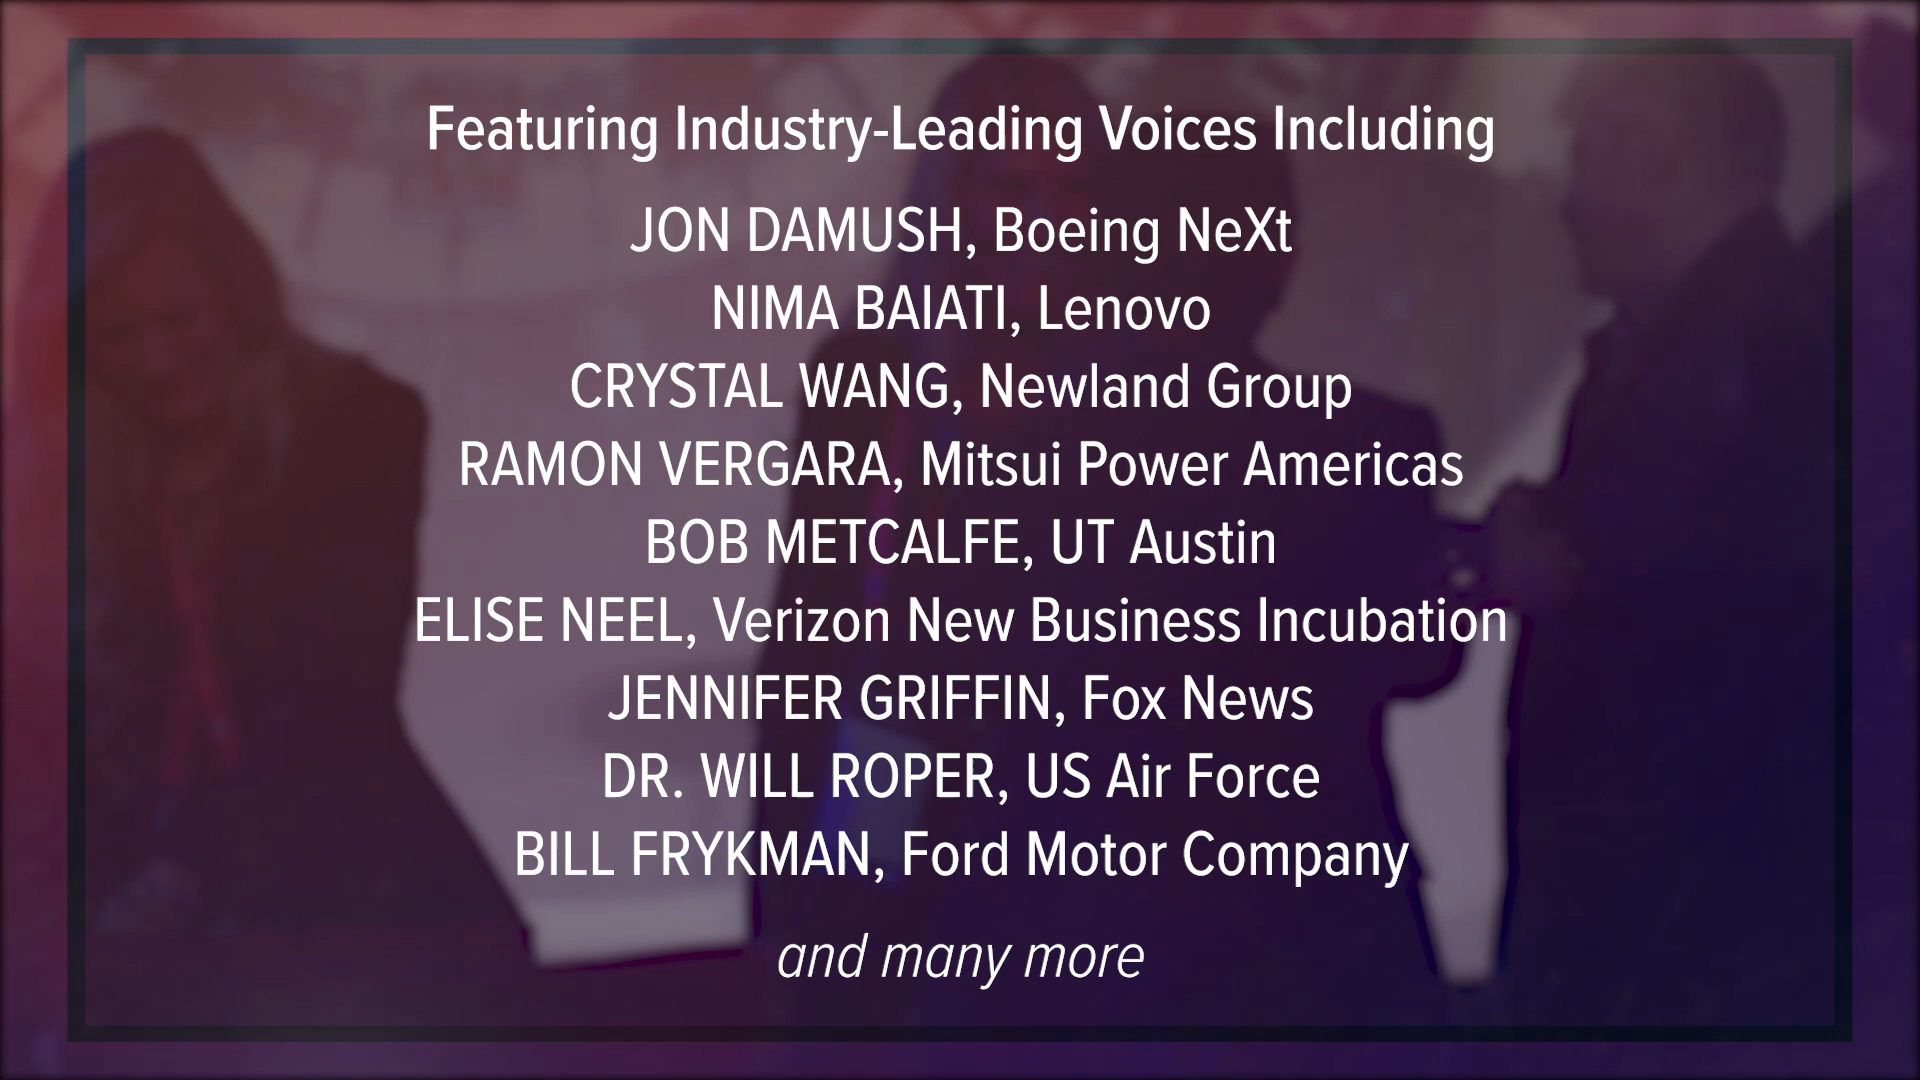 Featuring Industry-Leading Voices Including
JON DAMUSH, Boeing NeXt
NIMA BAIATI, Lenovo
CRYSTAL WANG, Newland Group
RAMON VERGARA, Mitsui Power Americas
BOB METCALFE, UT Austin
ELISE NEEL, Verizon New Business Incubation
JENNIFER GRIFFIN, Fox News
DR. WILL ROPER, US Air Force
BILL FRYKMAN, Ford Motor Company
and many more